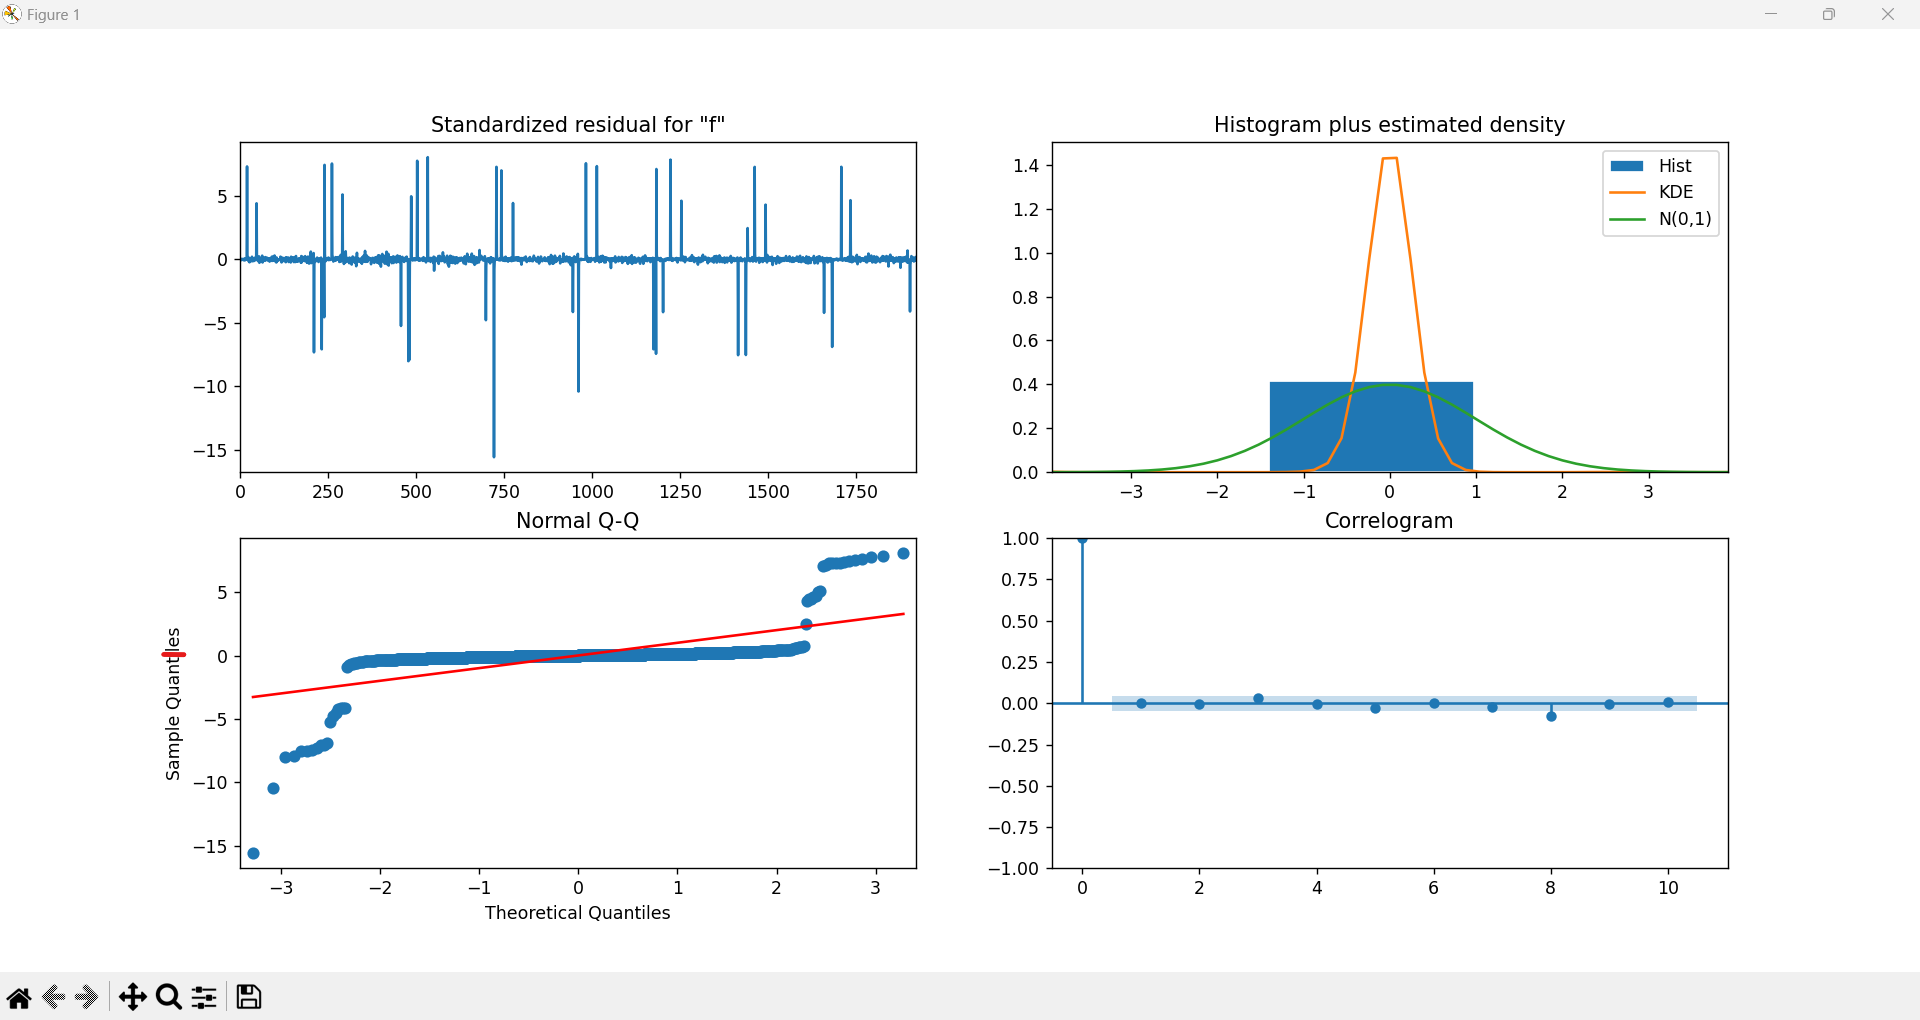 Figure 1
Standardized residual for "f"
5
0
−5
−10
−15
0 250 500 750 1000 1250 1500 1750
Histogram plus estimated density
1.4
1.2
1.0
0.8
0.6
0.4
0.2
0.0
−3 −2 −1 0 1 2 3
Hist
KDE
N(0,1)
Normal Q-Q
Sample Quantiles
5
0
−5
−10
−15
−3 −2 −1 0 1 2 3
Theoretical Quantiles
Correlogram
1.00
0.75
0.50
0.25
0.00
−0.25
−0.50
−0.75
−1.00
0 2 4 6 8 10